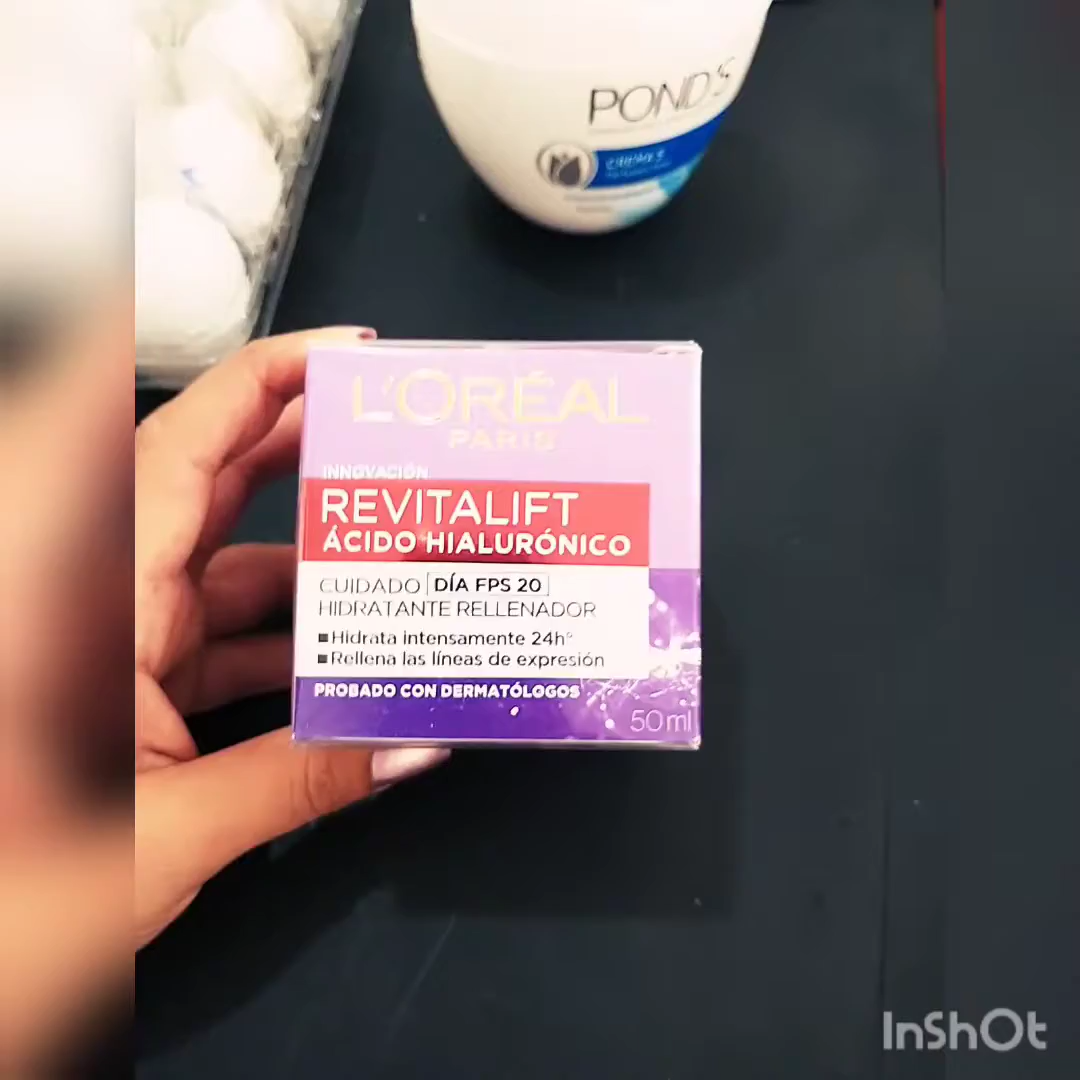 POND'S
CREMA S
L'ORÉAL
PARIS
INNOVACIÓN
REVITALIFT
ÁCIDO HIALURÓNICO
CUIDADO DÍA FPS 20
HIDRATANTE RELLENADOR
Hidrata intensamente 24h
Rellena las líneas de expresión
PROBADO CON DERMATÓLOGOS
50ml
InShOt